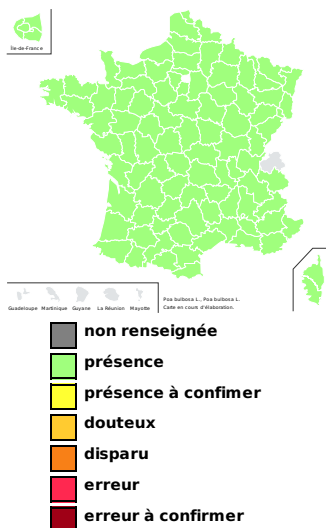 Île-de-France
Guadeloupe Martinique Guyane La Réunion Mayotte
Poa bulbosa L., Poa bulbosa L.
Carte en cours d'élaboration.
non renseignée
présence
présence à confimer
douteux
disparu
erreur
erreur à confirmer